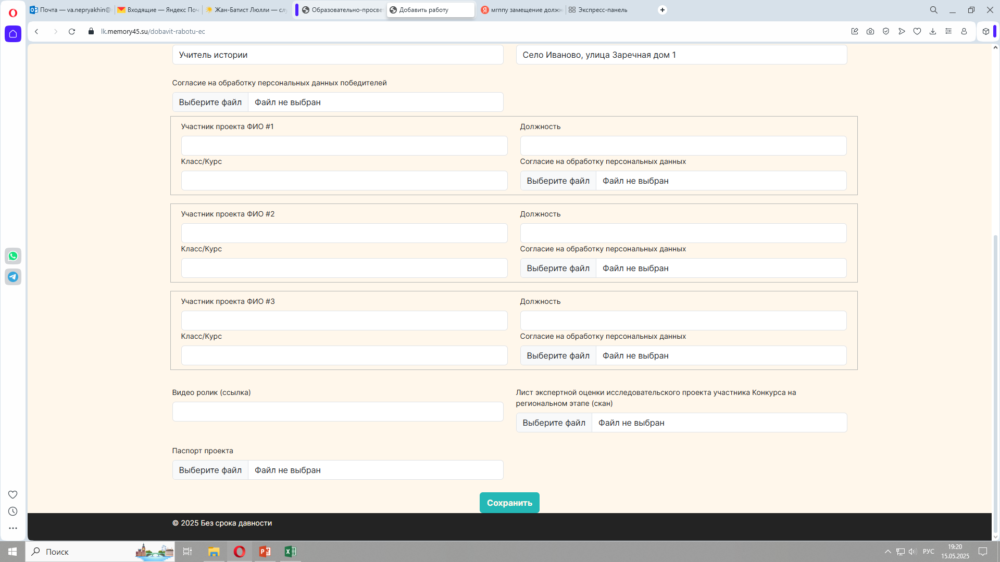 Почта — va.nepryakhin@
Входящие — Яндекс Поч
Жан-Батист Люлли — слу
Образовательно-просвет
Добавить работу
мгппу замещение должн
Экспресс-панель
lk.memory45.su/dobavit-rabotu-ec
Учитель истории
Село Иваново, улица Заречная дом 1
Согласие на обработку персональных данных победителей
Выберите файл Файл не выбран
Участник проекта ФИО #1
Должность
Класс/Курс
Согласие на обработку персональных данных
Выберите файл Файл не выбран
Участник проекта ФИО #2
Должность
Класс/Курс
Согласие на обработку персональных данных
Выберите файл Файл не выбран
Участник проекта ФИО #3
Должность
Класс/Курс
Согласие на обработку персональных данных
Выберите файл Файл не выбран
Видео ролик (ссылка)
Лист экспертной оценки исследовательского проекта участника Конкурса на
региональном этапе (скан)
Выберите файл Файл не выбран
Паспорт проекта
Выберите файл Файл не выбран
Сохранить
© 2025 Без срока давности
Поиск
РУС
19:20
15.05.2025